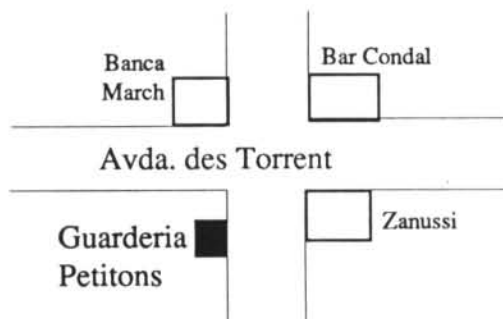 Banca
March
Bar Condal
Avda. des Torrent
Guarderia
Petitons
Zanussi